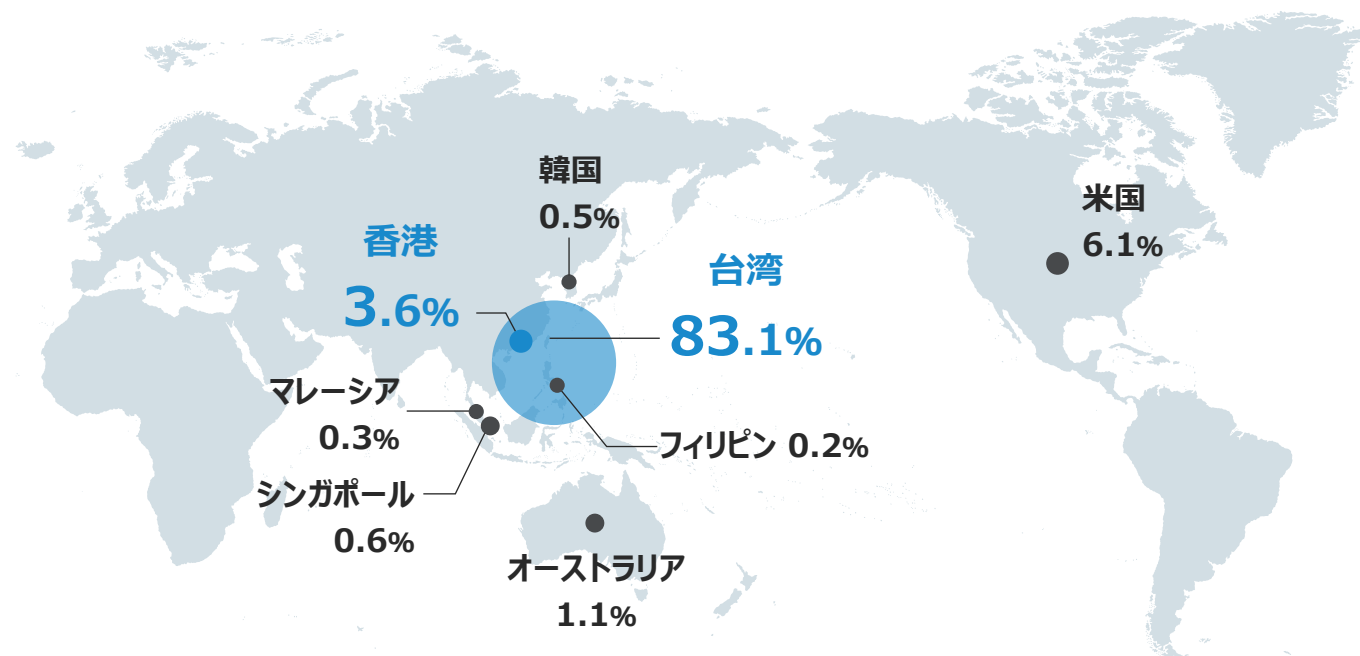 韓国
0.5%
米国
6.1%
香港
3.6%
台湾
83.1%
マレーシア
0.3%
フィリピン 0.2%
シンガポール
0.6%
オーストラリア
1.1%